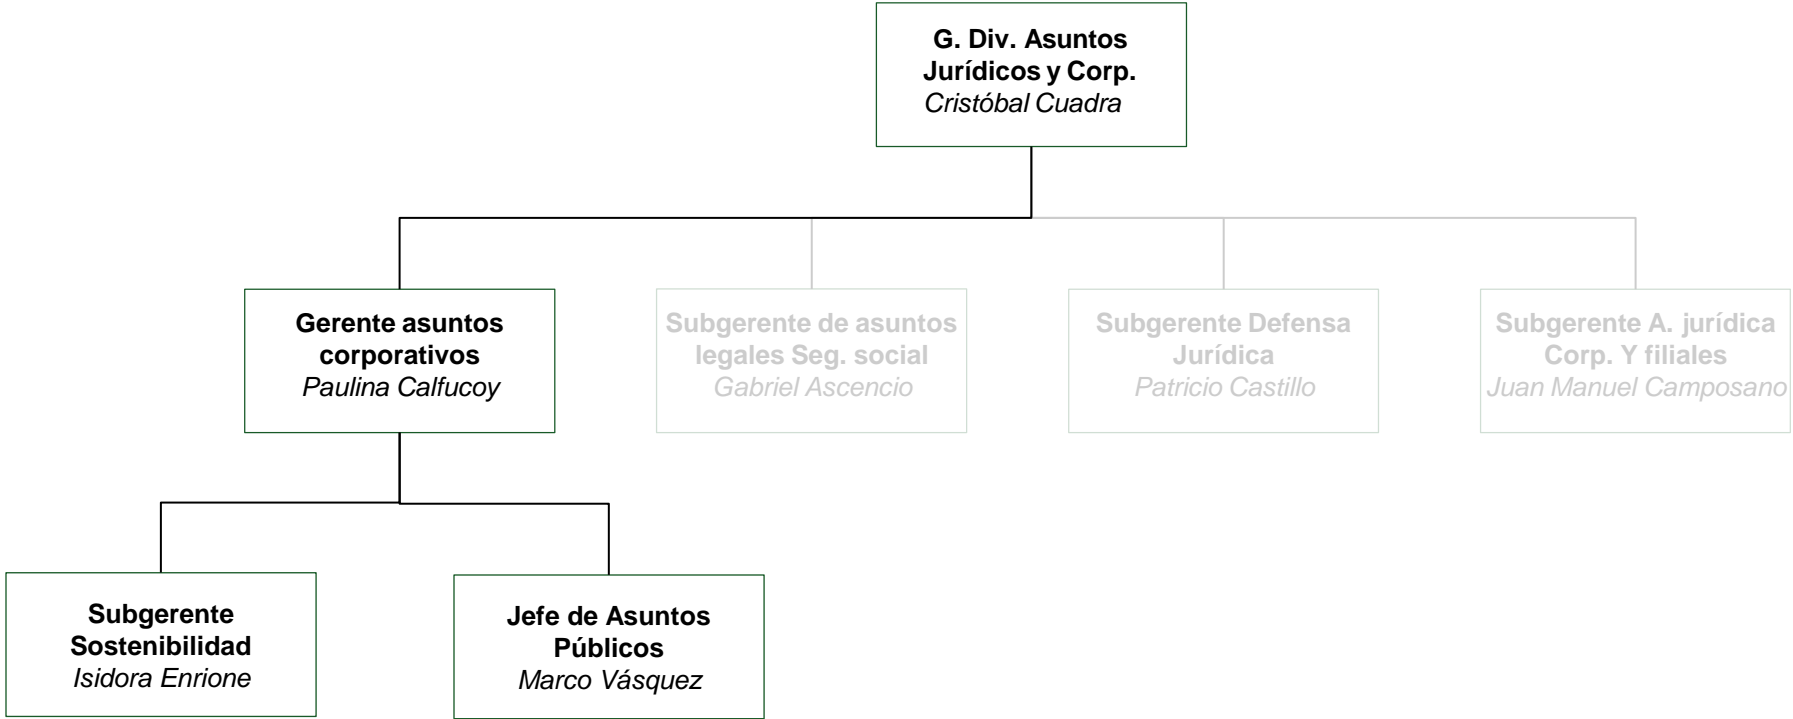 G. Div. Asuntos
Jurídicos y Corp.
Cristóbal Cuadra
Gerente asuntos
corporativos
Paulina Calfucoy
Subgerente de asuntos
legales Seg. social
Gabriel Ascencio
Subgerente Defensa
Jurídica
Patricio Castillo
Subgerente A. jurídica
Corp. Y filiales
Juan Manuel Camposano
Subgerente
Sostenibilidad
Isidora Enrione
Jefe de Asuntos
Públicos
Marco Vásquez